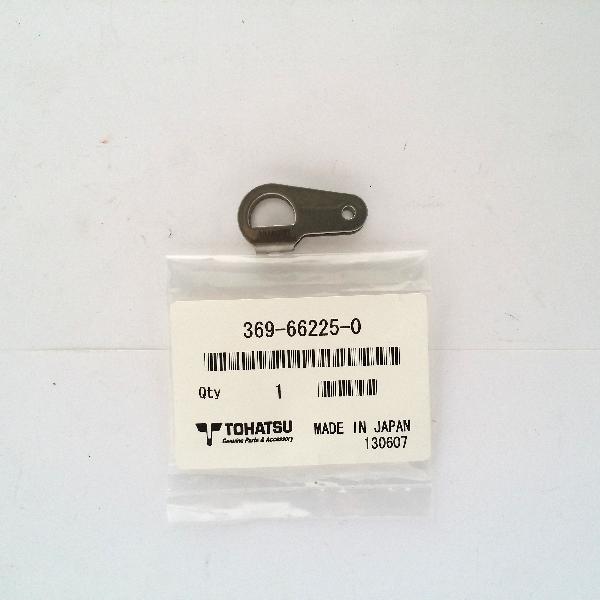 369-66225-0
Qty 1
TOHATSU MADE IN JAPAN
Genuine Parts & Accessory 130607